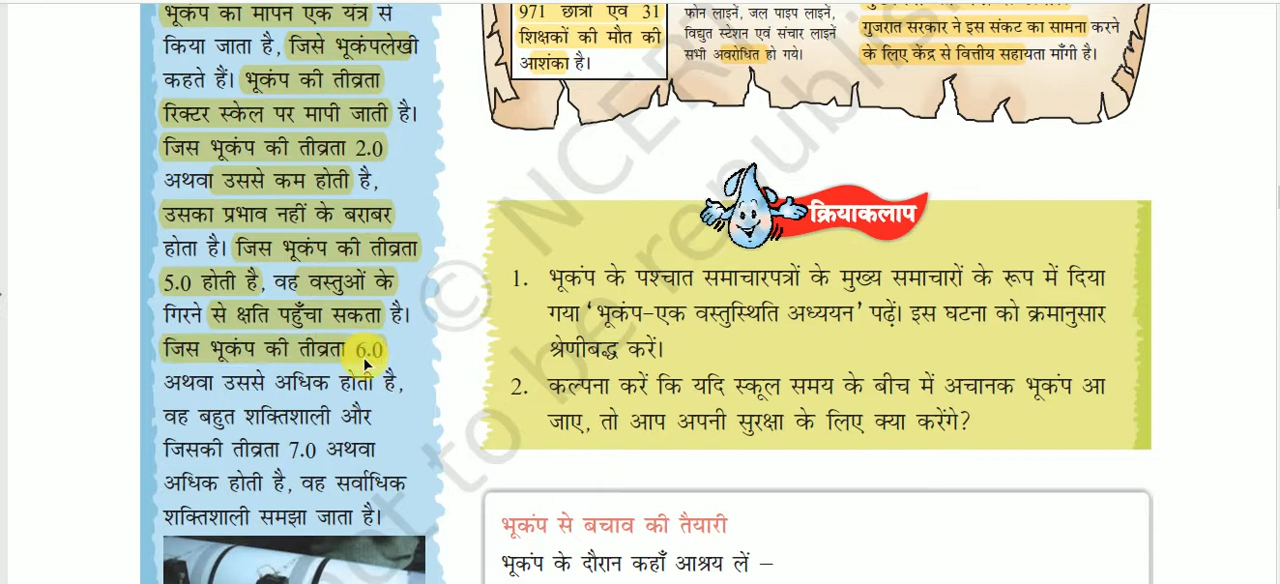 भूकंप का मापन एक यंत्र से
किया जाता है, जिसे भूकंपलेखी
कहते हैं। भूकंप की तीव्रता
रिक्टर स्केल पर मापी जाती है।
जिस भूकंप की तीव्रता 2.0
अथवा उससे कम होती है,
उसका प्रभाव नहीं के बराबर
होता है। जिस भूकंप की तीव्रता
5.0 होती है, वह वस्तुओं के
गिरने से क्षति पहुँचा सकता है।
जिस भूकंप की तीव्रता 6.0
अथवा उससे अधिक होती है,
वह बहुत शक्तिशाली और
जिसकी तीव्रता 7.0 अथवा
अधिक होती है, वह सर्वाधिक
शक्तिशाली समझा जाता है।
971 छात्रों एवं 31
शिक्षकों की मौत की
आशंका है।
फोन लाइनें, जल पाइप लाइनें,
विद्युत स्टेशन एवं संचार लाइनें
सभी अवरोधित हो गये।
गुजरात सरकार ने इस संकट का सामना करने
के लिए केंद्र से वित्तीय सहायता माँगी है।
क्रियाकलाप
1. भूकंप के पश्चात समाचारपत्रों के मुख्य समाचारों के रूप में दिया
गया ‘भूकंप-एक वस्तुस्थिति अध्ययन’ पढ़ें। इस घटना को क्रमानुसार
श्रेणीबद्ध करें।
2. कल्पना करें कि यदि स्कूल समय के बीच में अचानक भूकंप आ
जाए, तो आप अपनी सुरक्षा के लिए क्या करेंगे?
भूकंप से बचाव की तैयारी
भूकंप के दौरान कहाँ आश्रय लें –
© NCERT
not to be republished